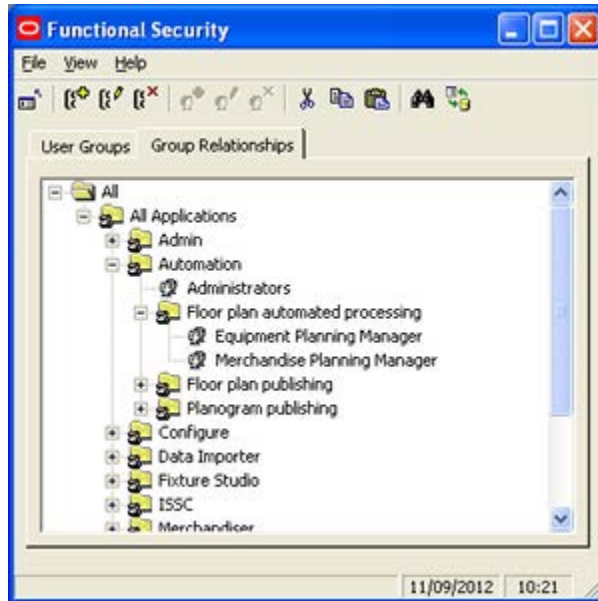 Functional Security
File View Help
User Groups Group Relationships
All
All Applications
Admin
Automation
Administrators
Floor plan automated processing
Equipment Planning Manager
Merchandise Planning Manager
Floor plan publishing
Planogram publishing
Configure
Data Importer
Fixture Studio
ISSC
Merchandiser
11/09/2012 10:21